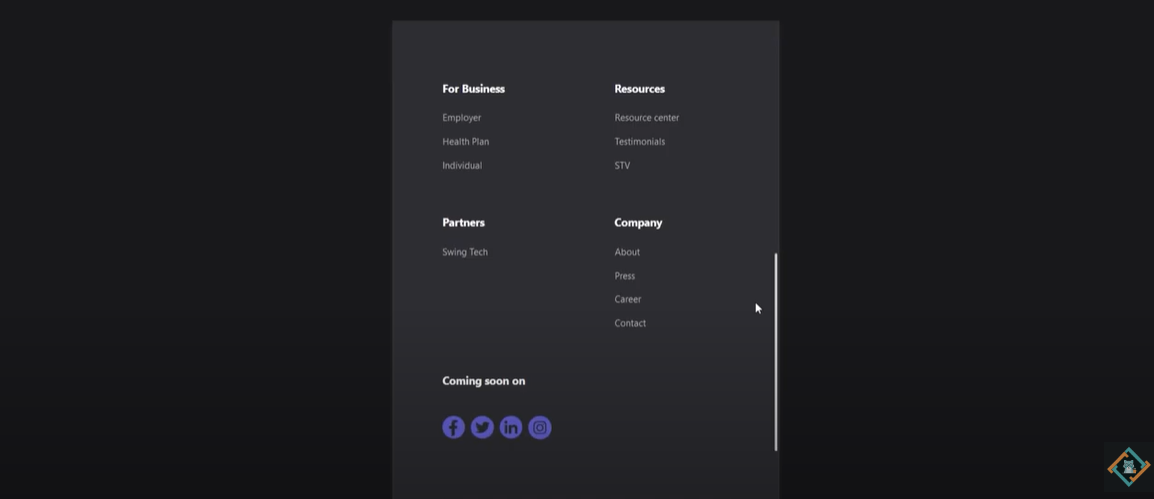 For Business
Employer
Health Plan
Individual
Resources
Resource center
Testimonials
STV
Partners
Swing Tech
Company
About
Press
Career
Contact
Coming soon on